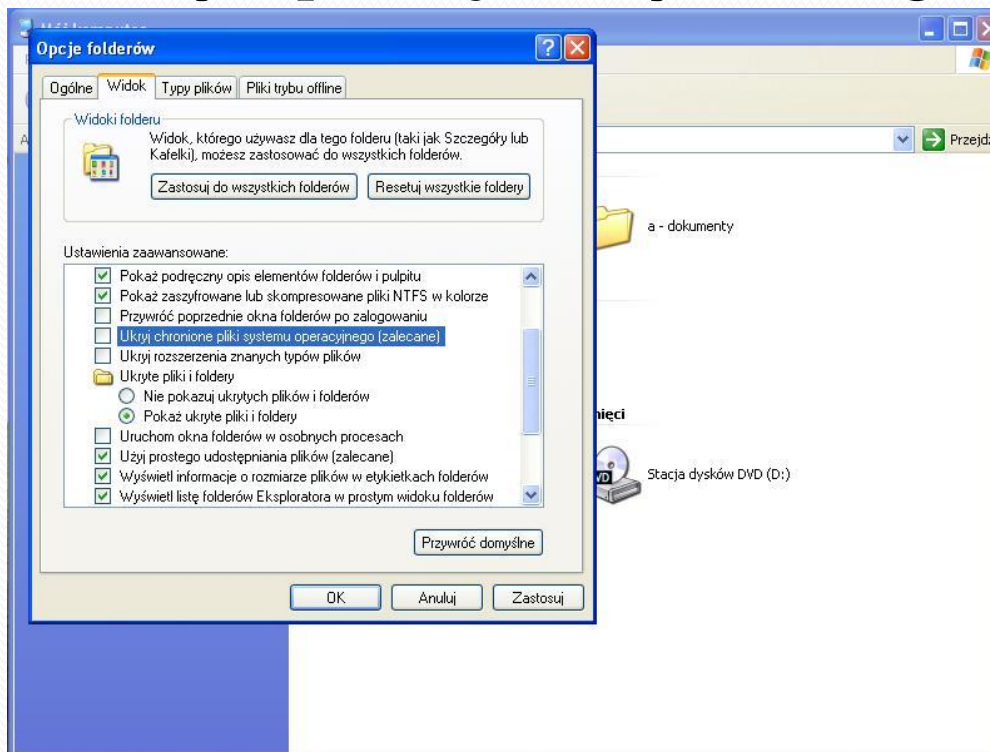 Mój komputer
Opcje folderów
Ogólne Widok Typy plików Pliki trybu offline
Widoki folderu
Widok, którego używasz dla tego folderu (taki jak Szczegóły lub
Kafelki), możesz zastosować do wszystkich folderów.
Zastosuj do wszystkich folderów Resetuj wszystkie foldery
Przejdź
a - dokumenty
Ustawienia zaawansowane:
Pokaż podręczny opis elementów folderów i pulpitu
Pokaż zaszyfrowane lub skompresowane pliki NTFS w kolorze
Przywróć poprzednie okna folderów po zalogowaniu
Ukryj chronione pliki systemu operacyjnego (zalecane)
Ukryj rozszerzenia znanych typów plików
Ukryte pliki i foldery
Nie pokazuj ukrytych plików i folderów
Pokaż ukryte pliki i foldery
Uruchom okna folderów w osobnych procesach
Użyj prostego udostępniania plików (zalecane)
Wyświetl informacje o rozmiarze plików w etykietkach folderów
Wyświetl listę folderów Eksploratora w prostym widoku folderów
Stacja dysków DVD (D:)
Przywróć domyślne
OK Anuluj Zastosuj